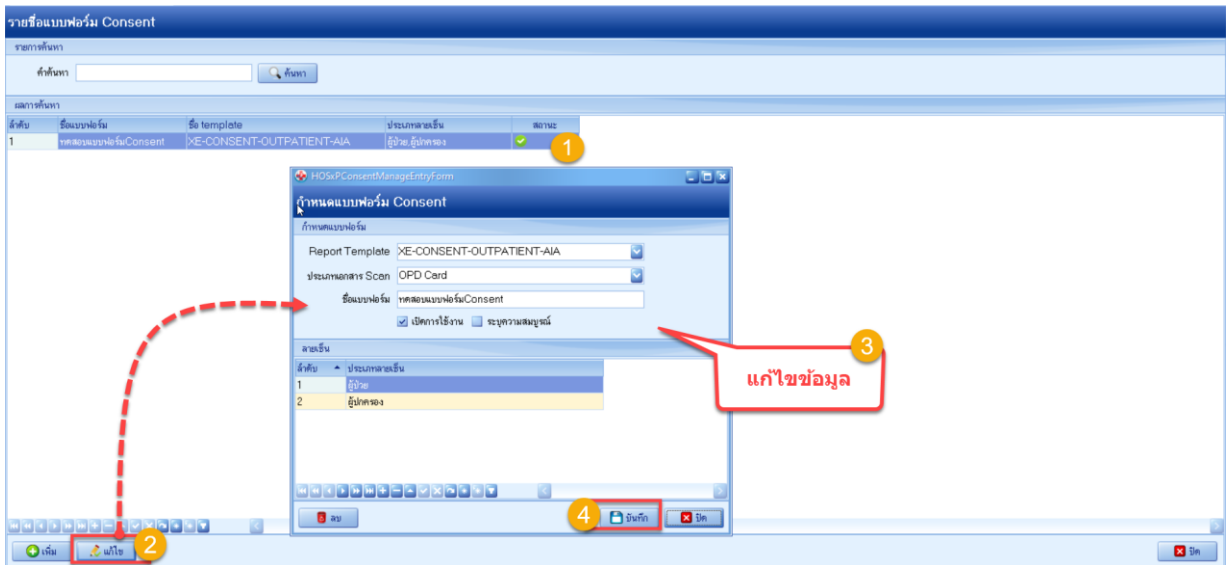 รายชื่อแบบฟอร์ม Consent
รายการค้นหา
คำค้นหา
ค้นหา
ผลการค้นหา
ลำดับ ชื่อแบบฟอร์ม ชื่อ template ประเภทลายเซ็น สถานะ
1 ทดสอบแบบฟอร์มConsent XE-CONSENT-OUTPATIENT-AIA ผู้ป่วย,ผู้ปกครอง
1
HOSxPConsentManageEntryForm
กำหนดแบบฟอร์ม Consent
กำหนดแบบฟอร์ม
Report Template XE-CONSENT-OUTPATIENT-AIA
ประเภทเอกสาร Scan OPD Card
ชื่อแบบฟอร์ม ทดสอบแบบฟอร์มConsent
เปิดการใช้งาน ระบุความสมบูรณ์
3
แก้ไขข้อมูล
ลายเซ็น
ลำดับ ประเภทลายเซ็น
1 ผู้ป่วย
2 ผู้ปกครอง
ลบ 4 บันทึก ปิด
เพิ่ม แก้ไข 2 ปิด